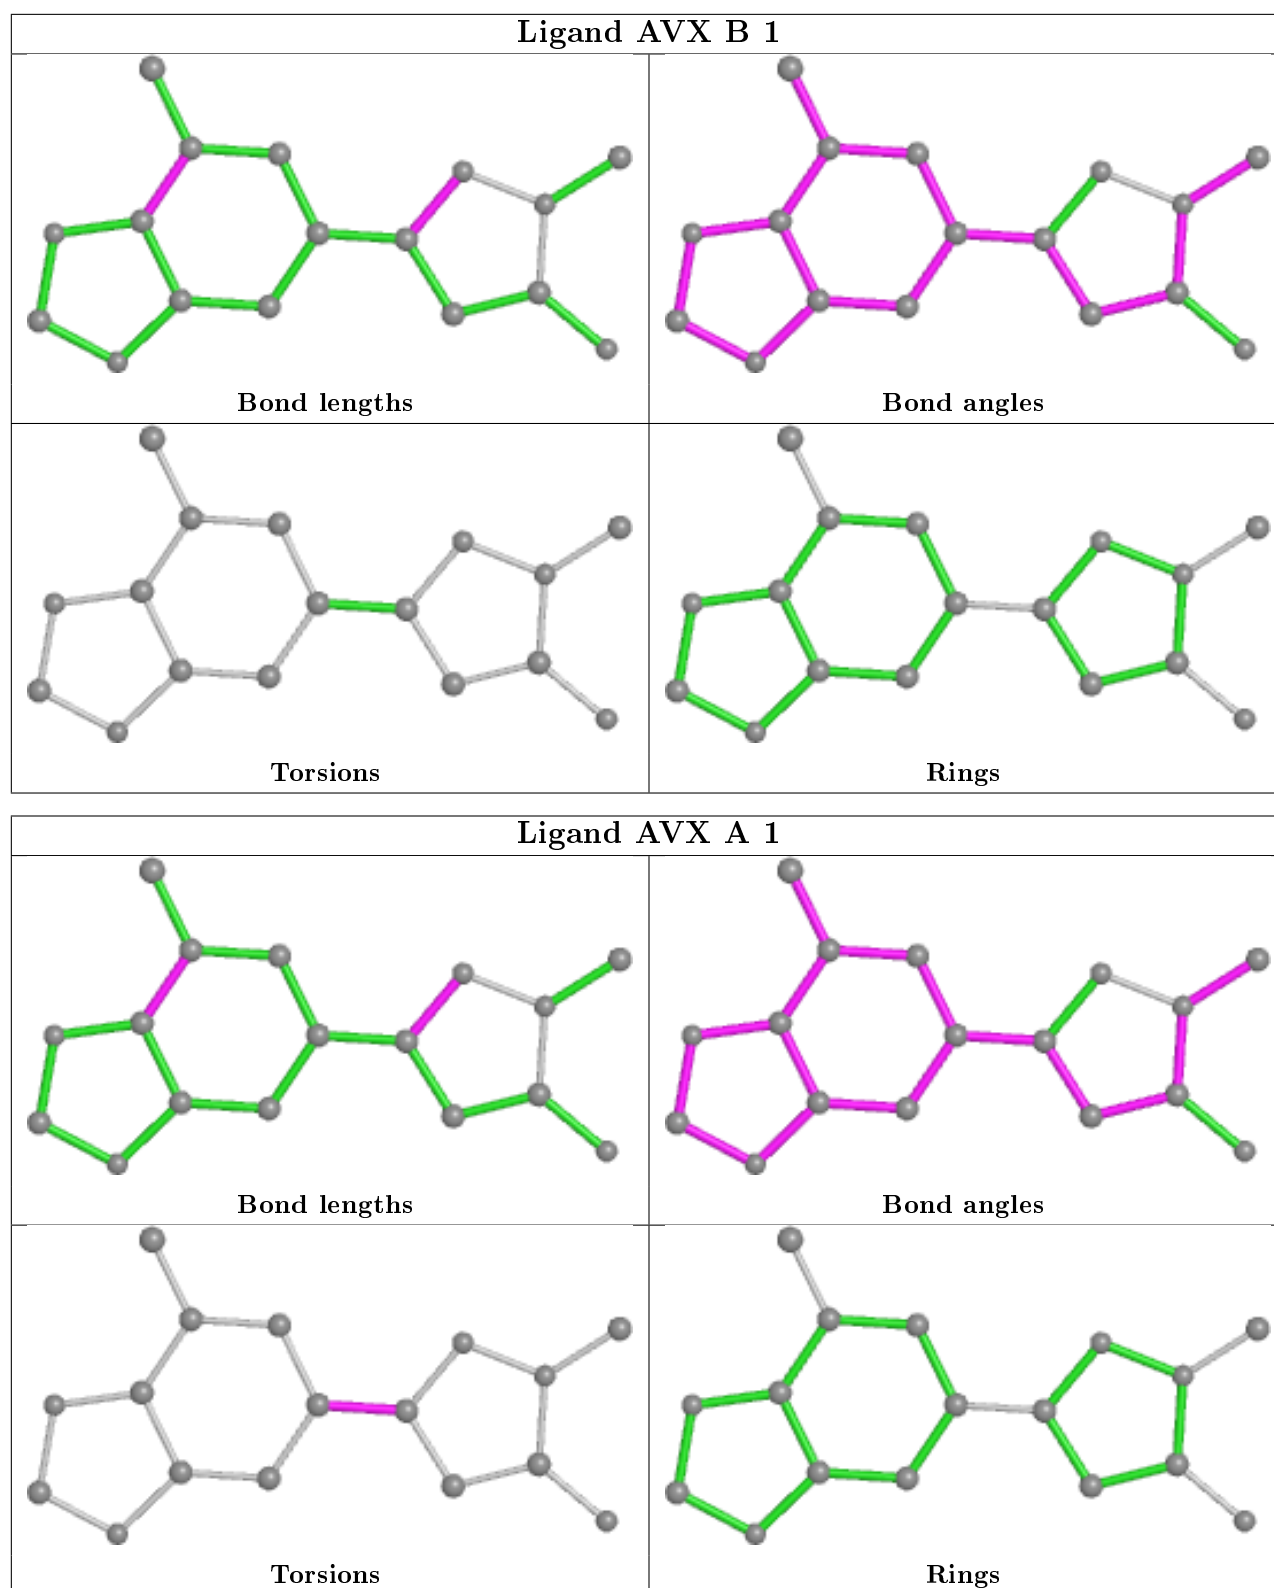 Ligand AVX B 1
Bond lengths
Bond angles
Torsions
Rings
Ligand AVX A 1
Bond lengths
Bond angles
Torsions
Rings